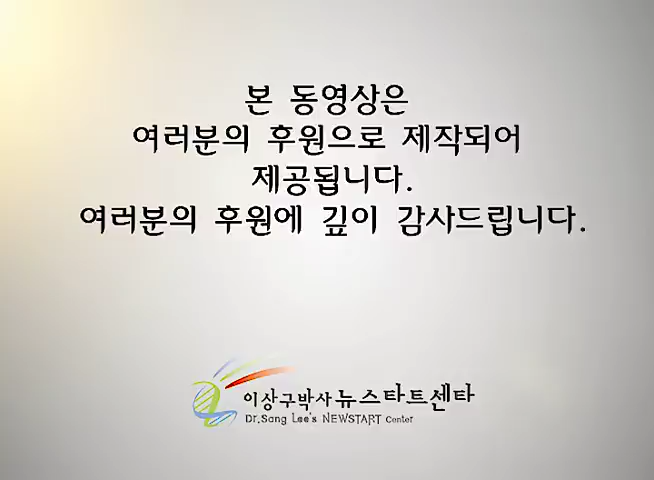 본 동영상은
여러분의 후원으로 제작되어
제공됩니다.
여러분의 후원에 깊이 감사드립니다.
이상구박사 뉴스타트센타
Dr.Sang Lee's NEWSTART Center